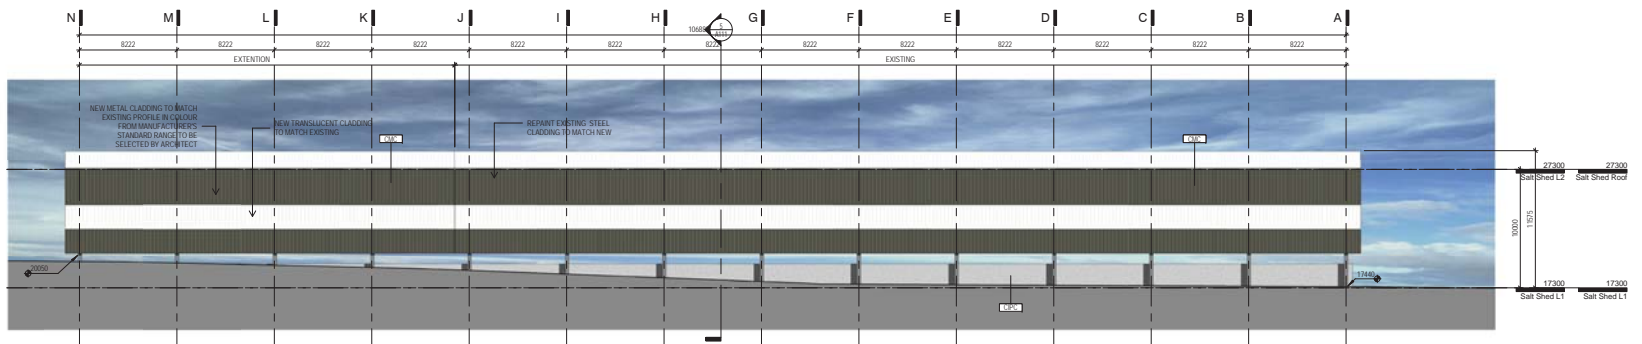 N M L K J I H G F E D C B A
5
A111
8222 8222 8222 8222 8222 8222 8222 8222 8222 8222 8222 8222 8222
EXTENTION EXISTING
NEW METAL CLADDING TO MATCH
EXISTING PROFILE IN COLOUR
FROM MANUFACTURER'S
STANDARD RANGE TO BE
SELECTED BY ARCHITECT
NEW TRANSLUCENT CLADDING
TO MATCH EXISTING
REPAINT EXISTING STEEL
CLADDING TO MATCH NEW
CMC
CMC
27300 27300
Salt Shed L2 Salt Shed Roof
10000
11575
20050
17440
CIPC
17300 17300
Salt Shed L1 Salt Shed L1